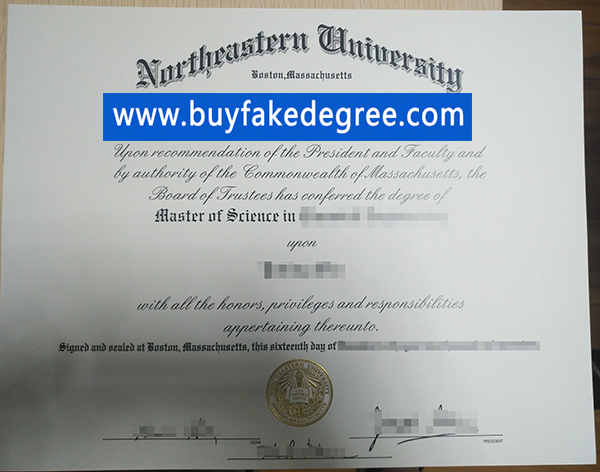 Northeastern University
Boston, Massachusetts
www.buyfakedegree.com
Upon recommendation of the President and Faculty and
by authority of the Commonwealth of Massachusetts, the
Board of Trustees has conferred the degree of
Master of Science in
upon
with all the honors, privileges and responsibilities
appertaining thereunto.
Signed and sealed at Boston, Massachusetts, this sixteenth day of
DEAN
PRESIDENT